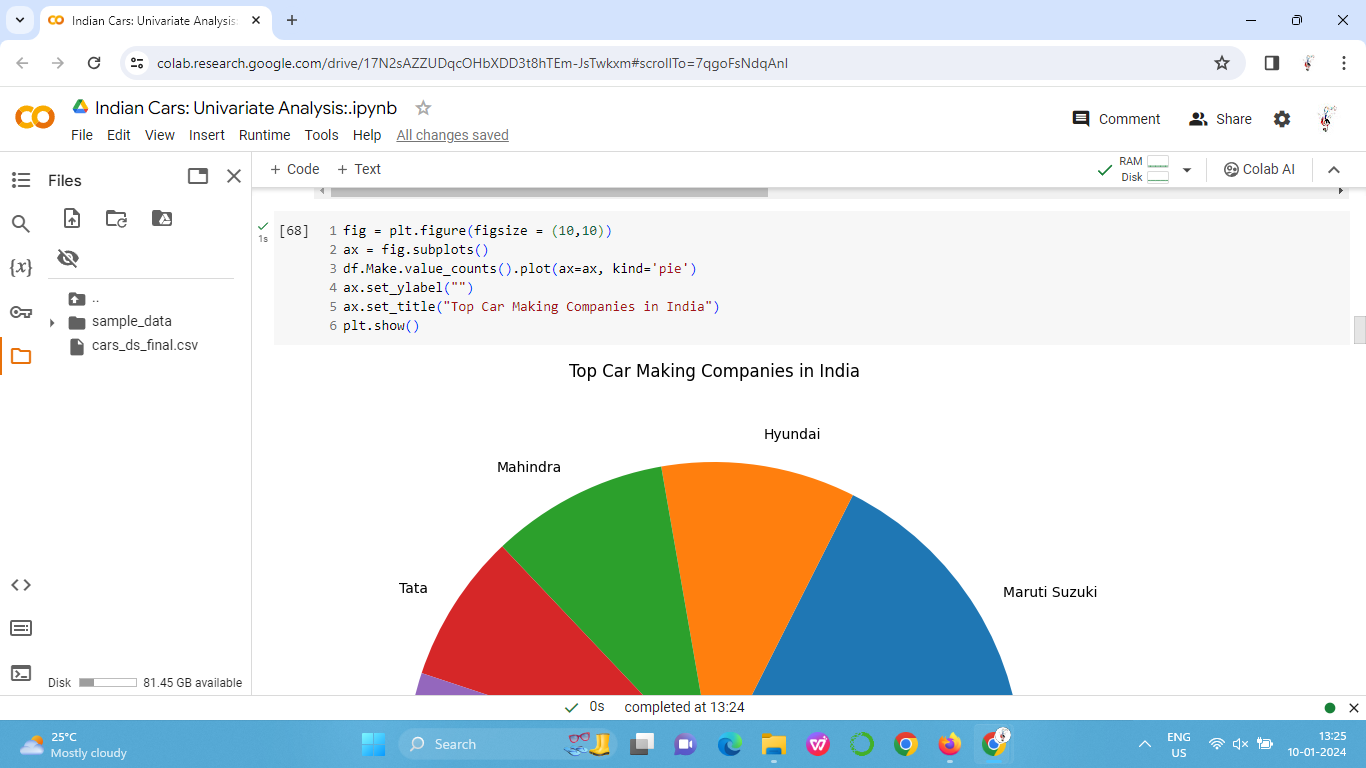 Indian Cars: Univariate Analysis
colab.research.google.com/drive/17N2sAZZUDqcOHbXDD3t8hTEm-JsTwkxm#scrollTo=7qgoFsNdqAnI
Indian Cars: Univariate Analysis:.ipynb
File Edit View Insert Runtime Tools Help All changes saved
Comment Share
Files
+ Code + Text
RAM
Disk
Colab AI
{x}
..
sample_data
cars_ds_final.csv
Disk 81.45 GB available
[68]
1s
1 fig = plt.figure(figsize = (10,10))
2 ax = fig.subplots()
3 df.Make.value_counts().plot(ax=ax, kind='pie')
4 ax.set_ylabel("")
5 ax.set_title("Top Car Making Companies in India")
6 plt.show()
Top Car Making Companies in India
Hyundai
Mahindra
Tata
Maruti Suzuki
0s completed at 13:24
25°C
Mostly cloudy
Search
ENG
US
13:25
10-01-2024